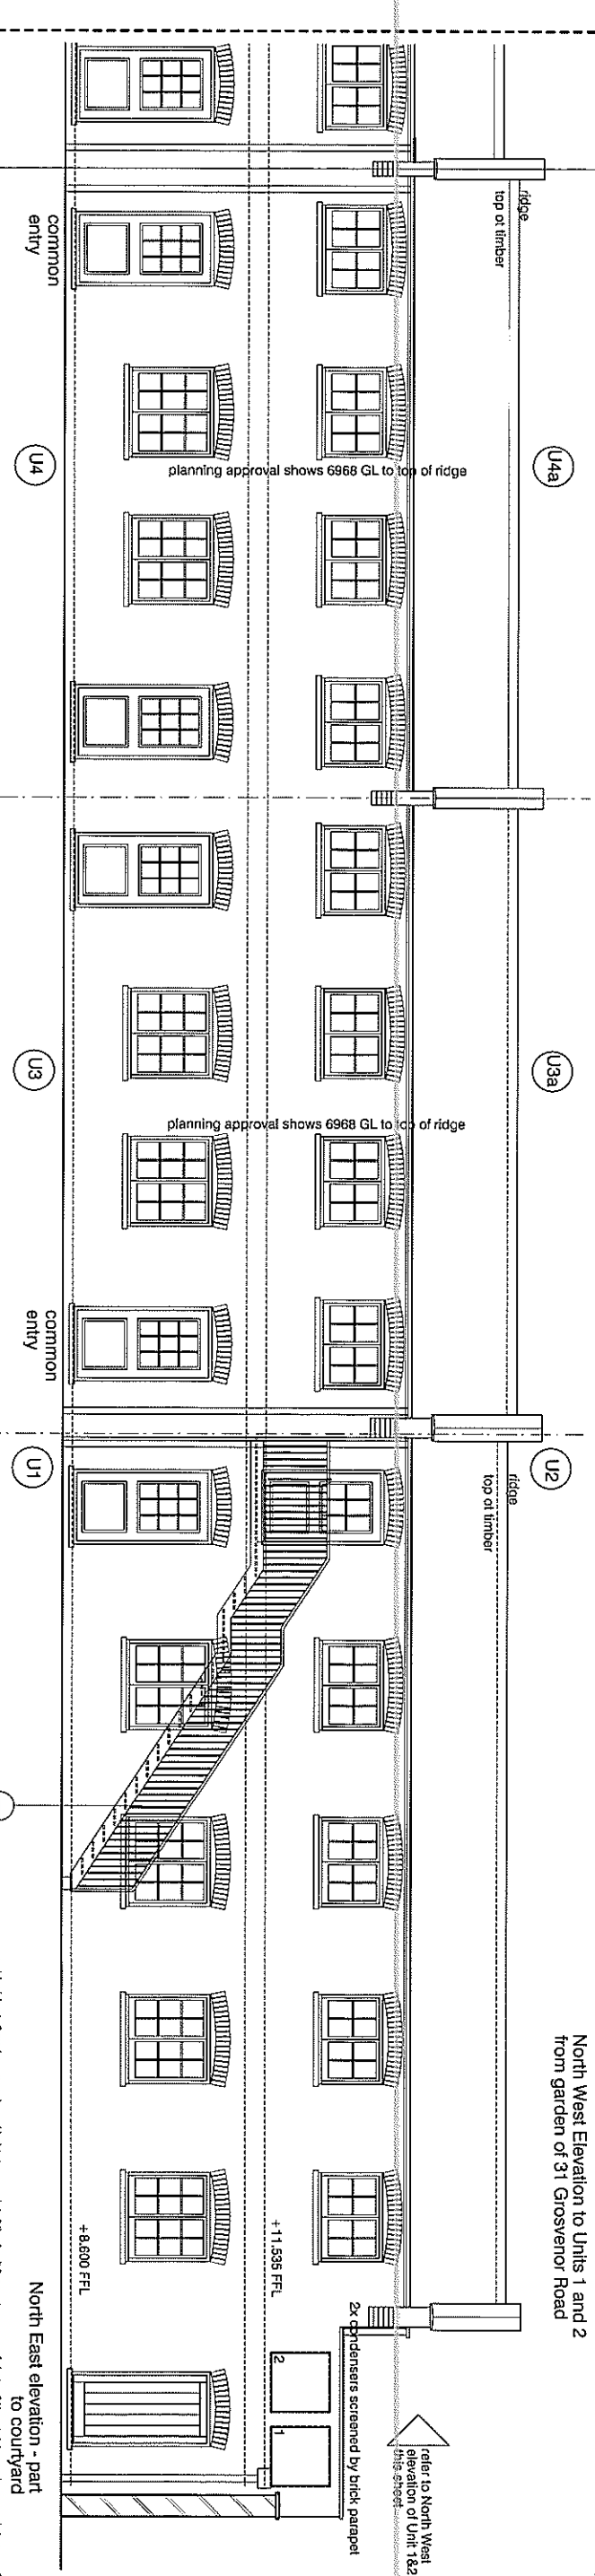 ridge
top ot timber
common
entry
U4
U4a
planning approval shows 6968 GL to top of ridge
U3
U3a
planning approval shows 6968 GL to top of ridge
common
entry
U1
U2
ridge
top ot timber
North West Elevation to Units 1 and 2
from garden of 31 Grosvenor Road
+11.535 FFL
+8.600 FFL
2x condensers screened by brick parapet
2
1
refer to North West
elevation of Unit 1&2
this sheet
North East elevation - part
to courtyard